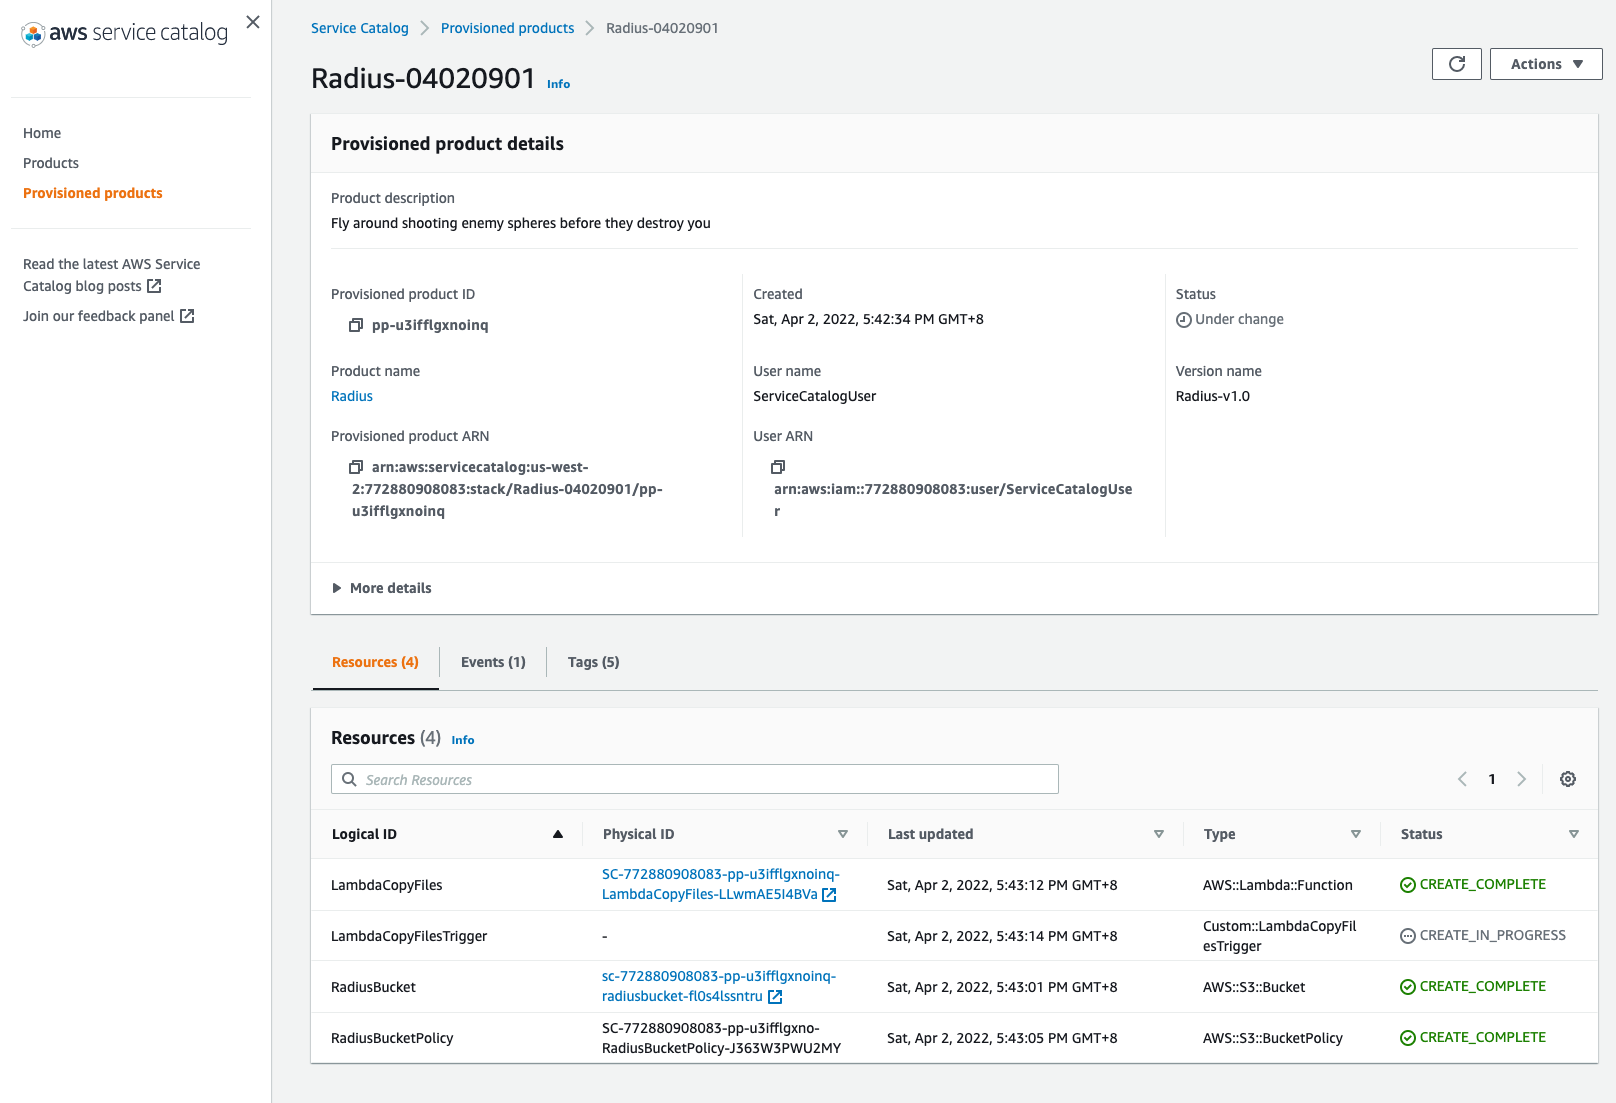 aws service catalog
Home
Products
Provisioned products
Read the latest AWS Service
Catalog blog posts
Join our feedback panel
Service Catalog
Provisioned products
Radius-04020901
Radius-04020901 Info
Actions
Provisioned product details
Product description
Fly around shooting enemy spheres before they destroy you
Provisioned product ID
pp-u3ifflgxnoinq
Product name
Radius
Provisioned product ARN
arn:aws:servicecatalog:us-west-
2:772880908083:stack/Radius-04020901/pp-
u3ifflgxnoinq
Created
Sat, Apr 2, 2022, 5:42:34 PM GMT+8
User name
ServiceCatalogUser
User ARN
arn:aws:iam::772880908083:user/ServiceCatalogUse
r
Status
Under change
Version name
Radius-v1.0
More details
Resources (4)
Events (1)
Tags (5)
Resources (4) Info
Search Resources
1
Logical ID
Physical ID
Last updated
Type
Status
LambdaCopyFiles
SC-772880908083-pp-u3ifflgxnoinq-
LambdaCopyFiles-LLwmAE5I4BVa
Sat, Apr 2, 2022, 5:43:12 PM GMT+8
AWS::Lambda::Function
CREATE_COMPLETE
LambdaCopyFilesTrigger
-
Sat, Apr 2, 2022, 5:43:14 PM GMT+8
Custom::LambdaCopyFil
esTrigger
CREATE_IN_PROGRESS
RadiusBucket
sc-772880908083-pp-u3ifflgxnoinq-
radiusbucket-fl0s4lssntru
Sat, Apr 2, 2022, 5:43:01 PM GMT+8
AWS::S3::Bucket
CREATE_COMPLETE
RadiusBucketPolicy
SC-772880908083-pp-u3ifflgxno-
RadiusBucketPolicy-J363W3PWU2MY
Sat, Apr 2, 2022, 5:43:05 PM GMT+8
AWS::S3::BucketPolicy
CREATE_COMPLETE